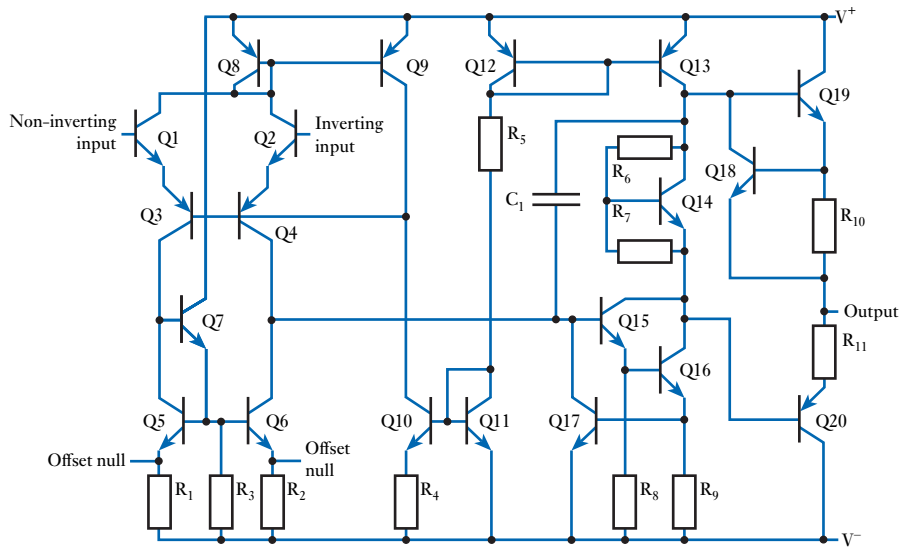 V⁺
Q8
Q9
Q12
Q13
Q19
Non-inverting
input
Q1
Q2
Inverting
input
R₅
Q18
R₆
Q3
Q4
C₁
R₇
Q14
R₁₀
Q7
Q15
Output
R₁₁
Q16
Q5
Q6
Q10
Q11
Q17
Q20
Offset null
Offset
null
R₁
R₃
R₂
R₄
R₈
R₉
V⁻